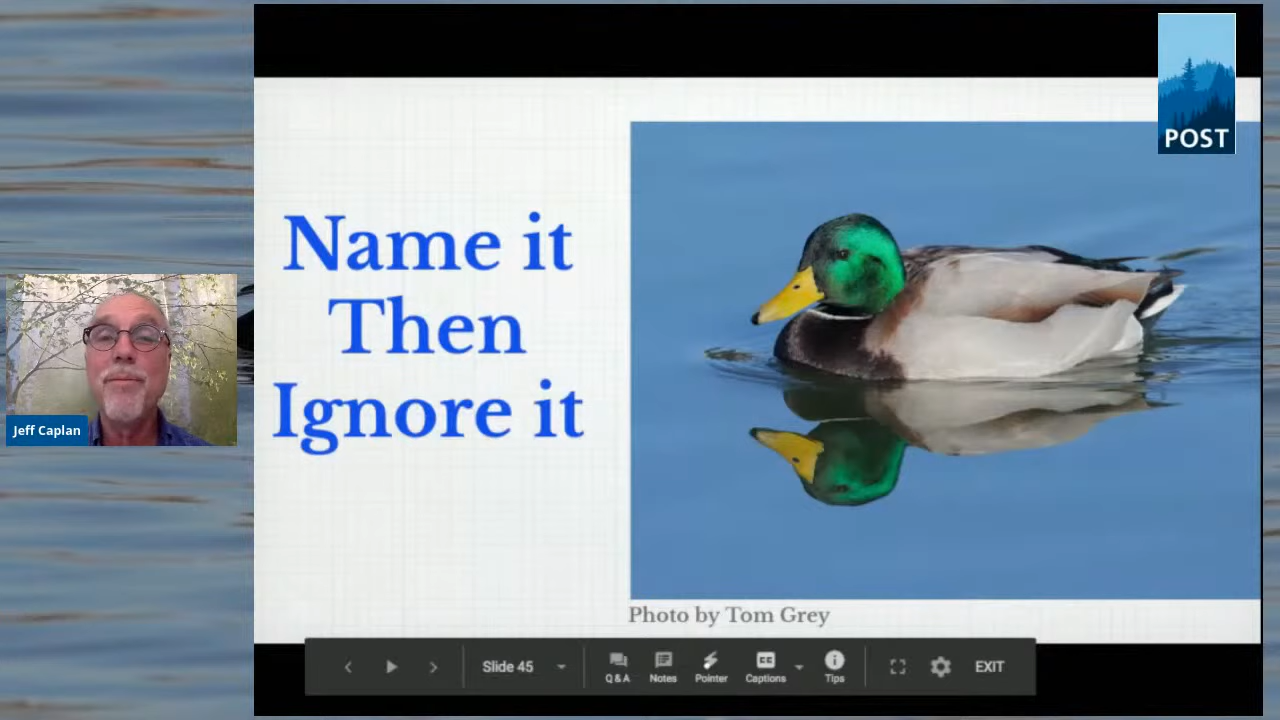 POST
Name it
Then
Ignore it
Jeff Caplan
Photo by Tom Grey
Slide 45
Q & A
Notes
Pointer
CC
Captions
Tips
EXIT